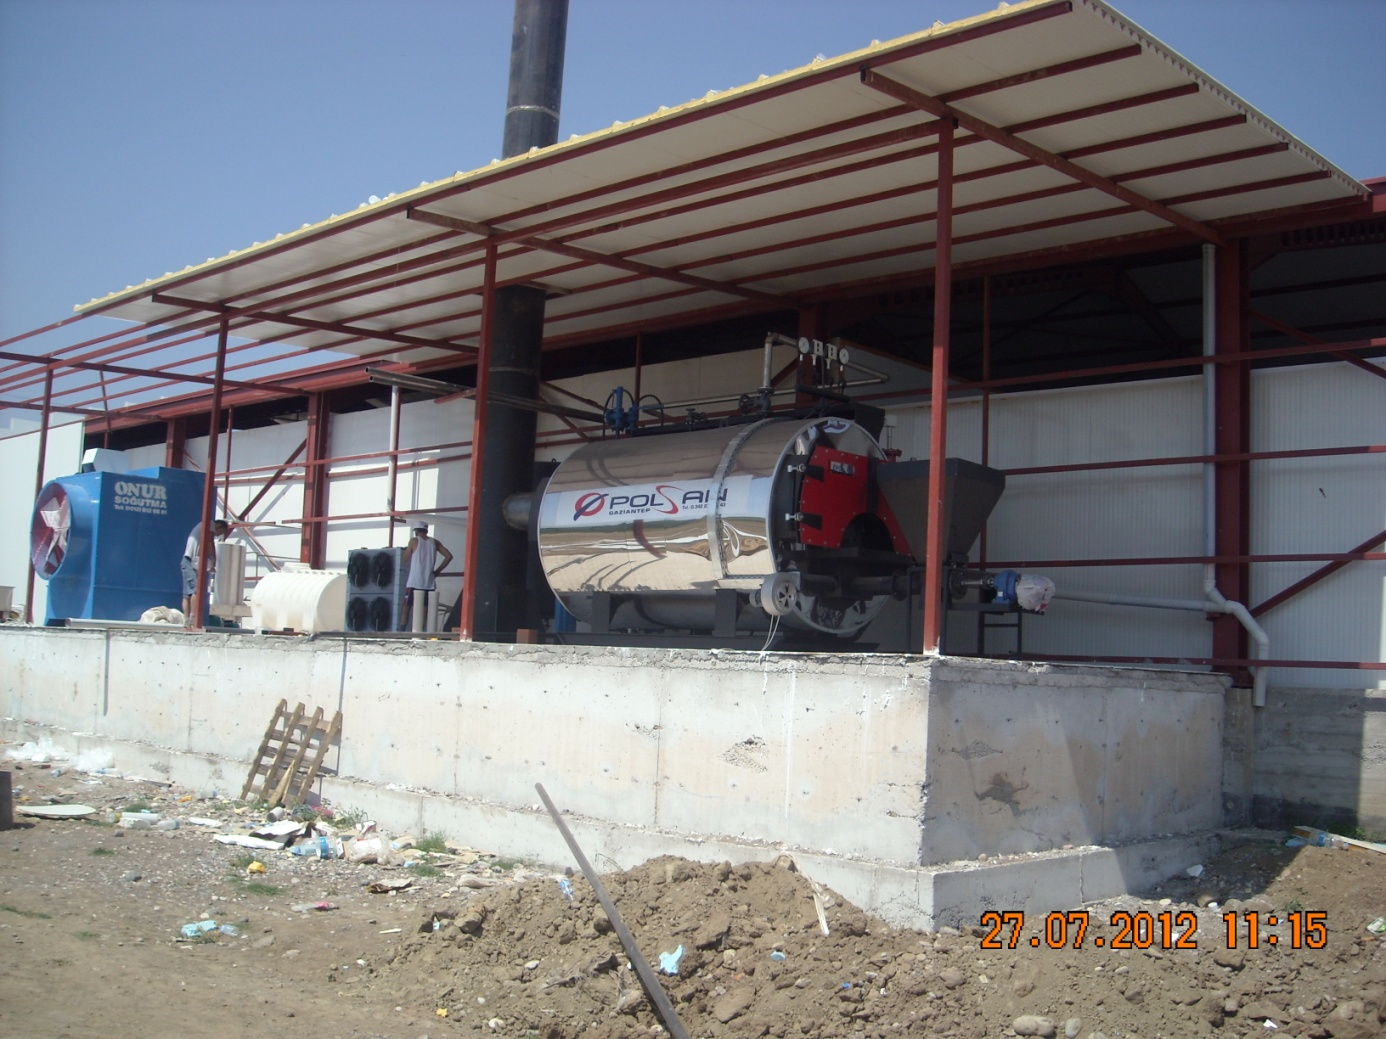 ONUR
SOĞUTMA
POLSAN
GAZİANTEP
27.07.2012 11:15